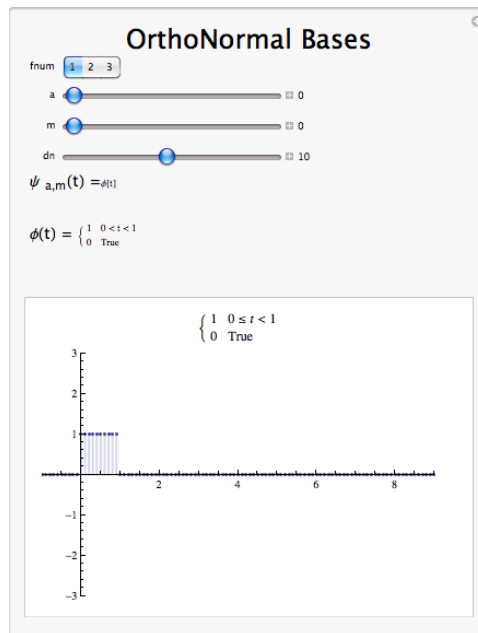 OrthoNormal Bases
fnum 1 2 3
a 0
m 0
dn 10
ψ a,m(t) =ϕ[t]
ϕ(t) = { 1 0 < t < 1
0 True
{ 1 0 ≤ t < 1
0 True
3
2
1
2 4 6 8
-1
-2
-3